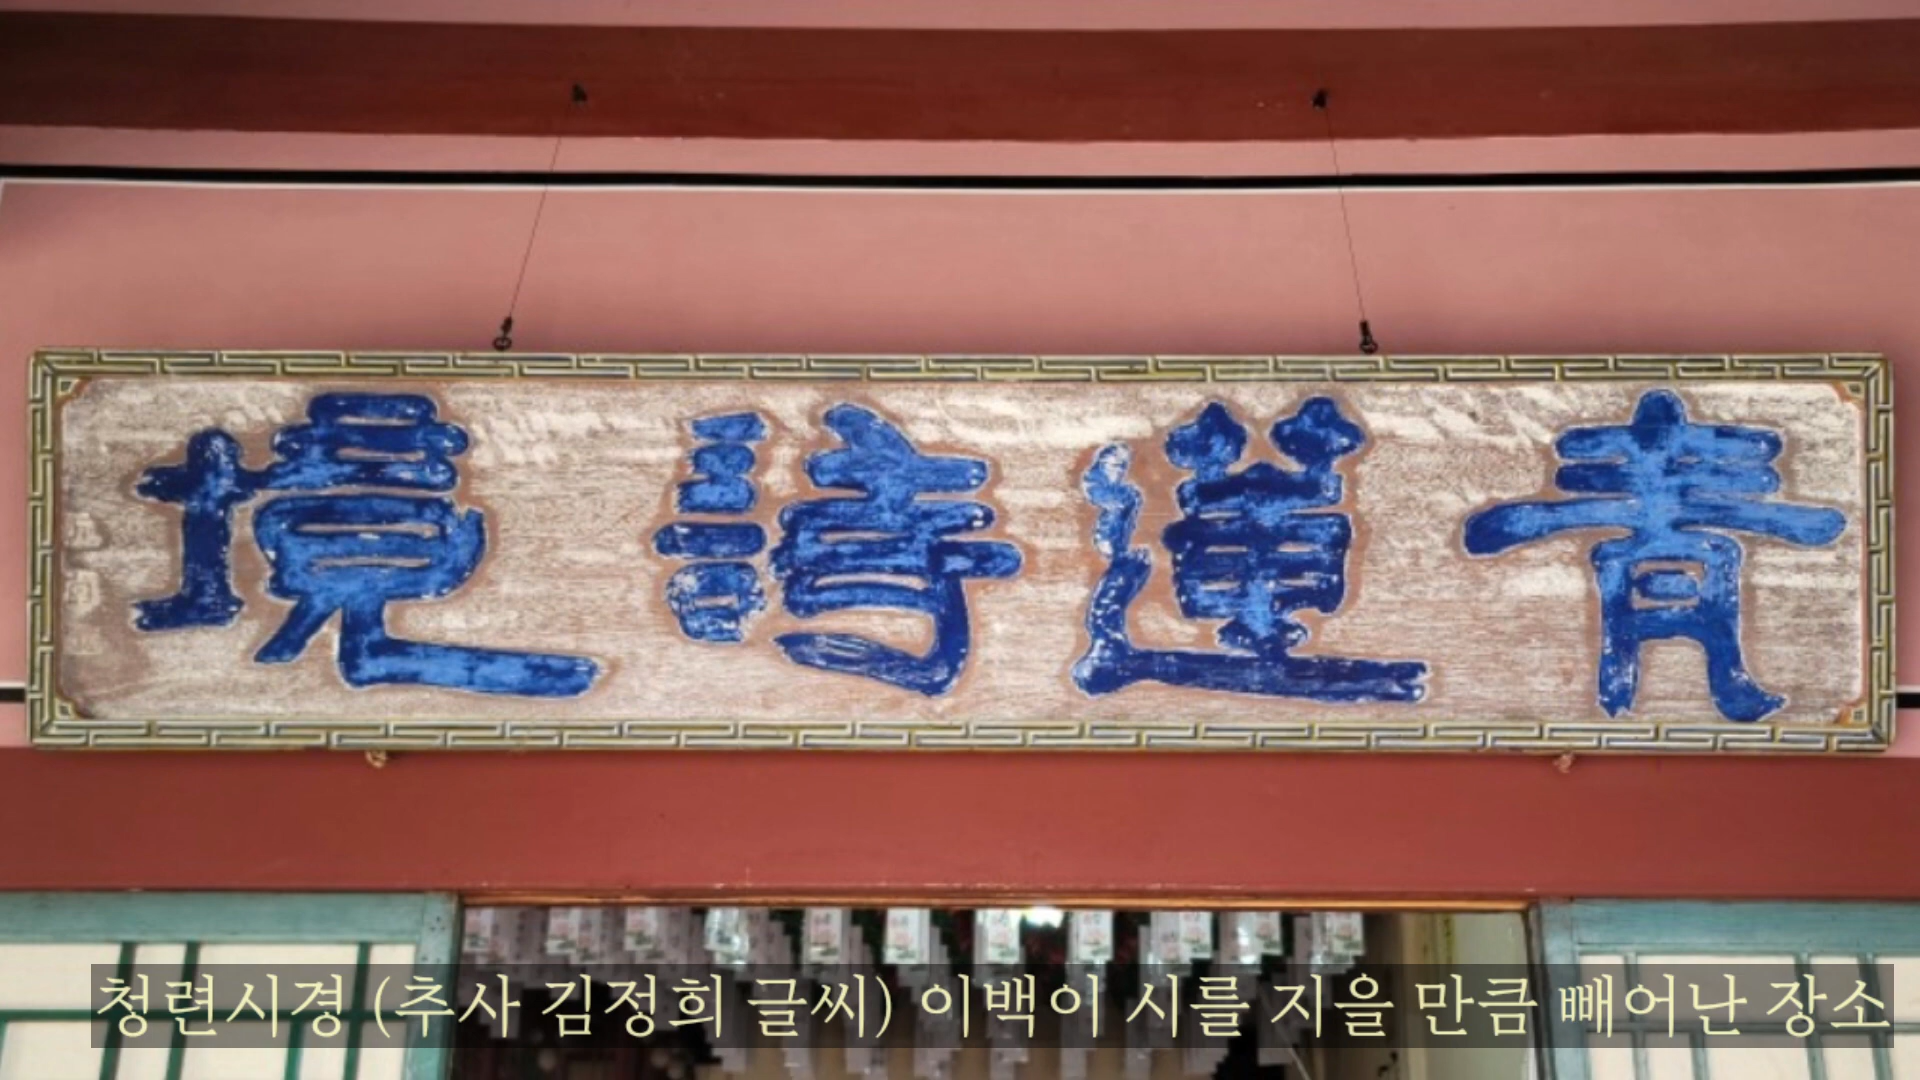 青蓮詩境
청련시경 (추사 김정희 글씨) 이백이 시를 지을 만큼 빼어난 장소